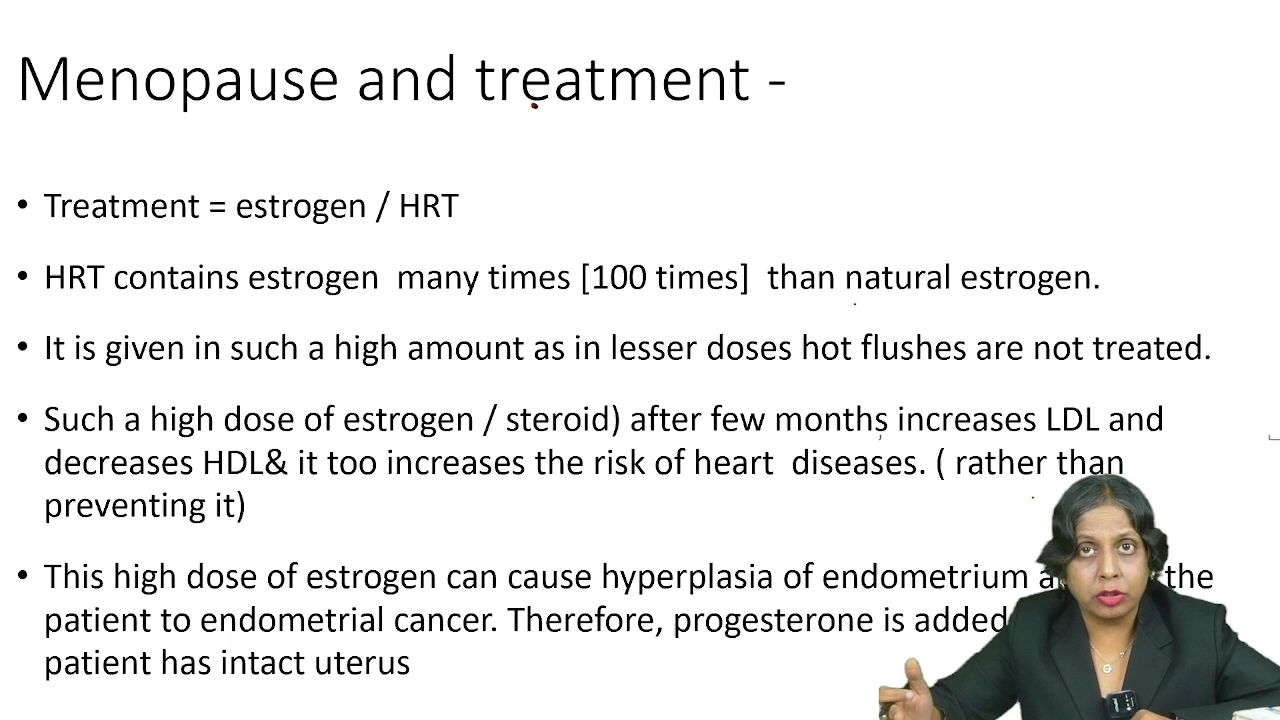 Menopause and treatment -
• Treatment = estrogen / HRT
• HRT contains estrogen  many times [100 times]  than natural estrogen.
• It is given in such a high amount as in lesser doses hot flushes are not treated.
• Such a high dose of estrogen / steroid) after few months increases LDL and
decreases HDL& it too increases the risk of heart  diseases. ( rather than
preventing it)
• This high dose of estrogen can cause hyperplasia of endometrium the
patient to endometrial cancer. Therefore, progesterone is added
patient has intact uterus